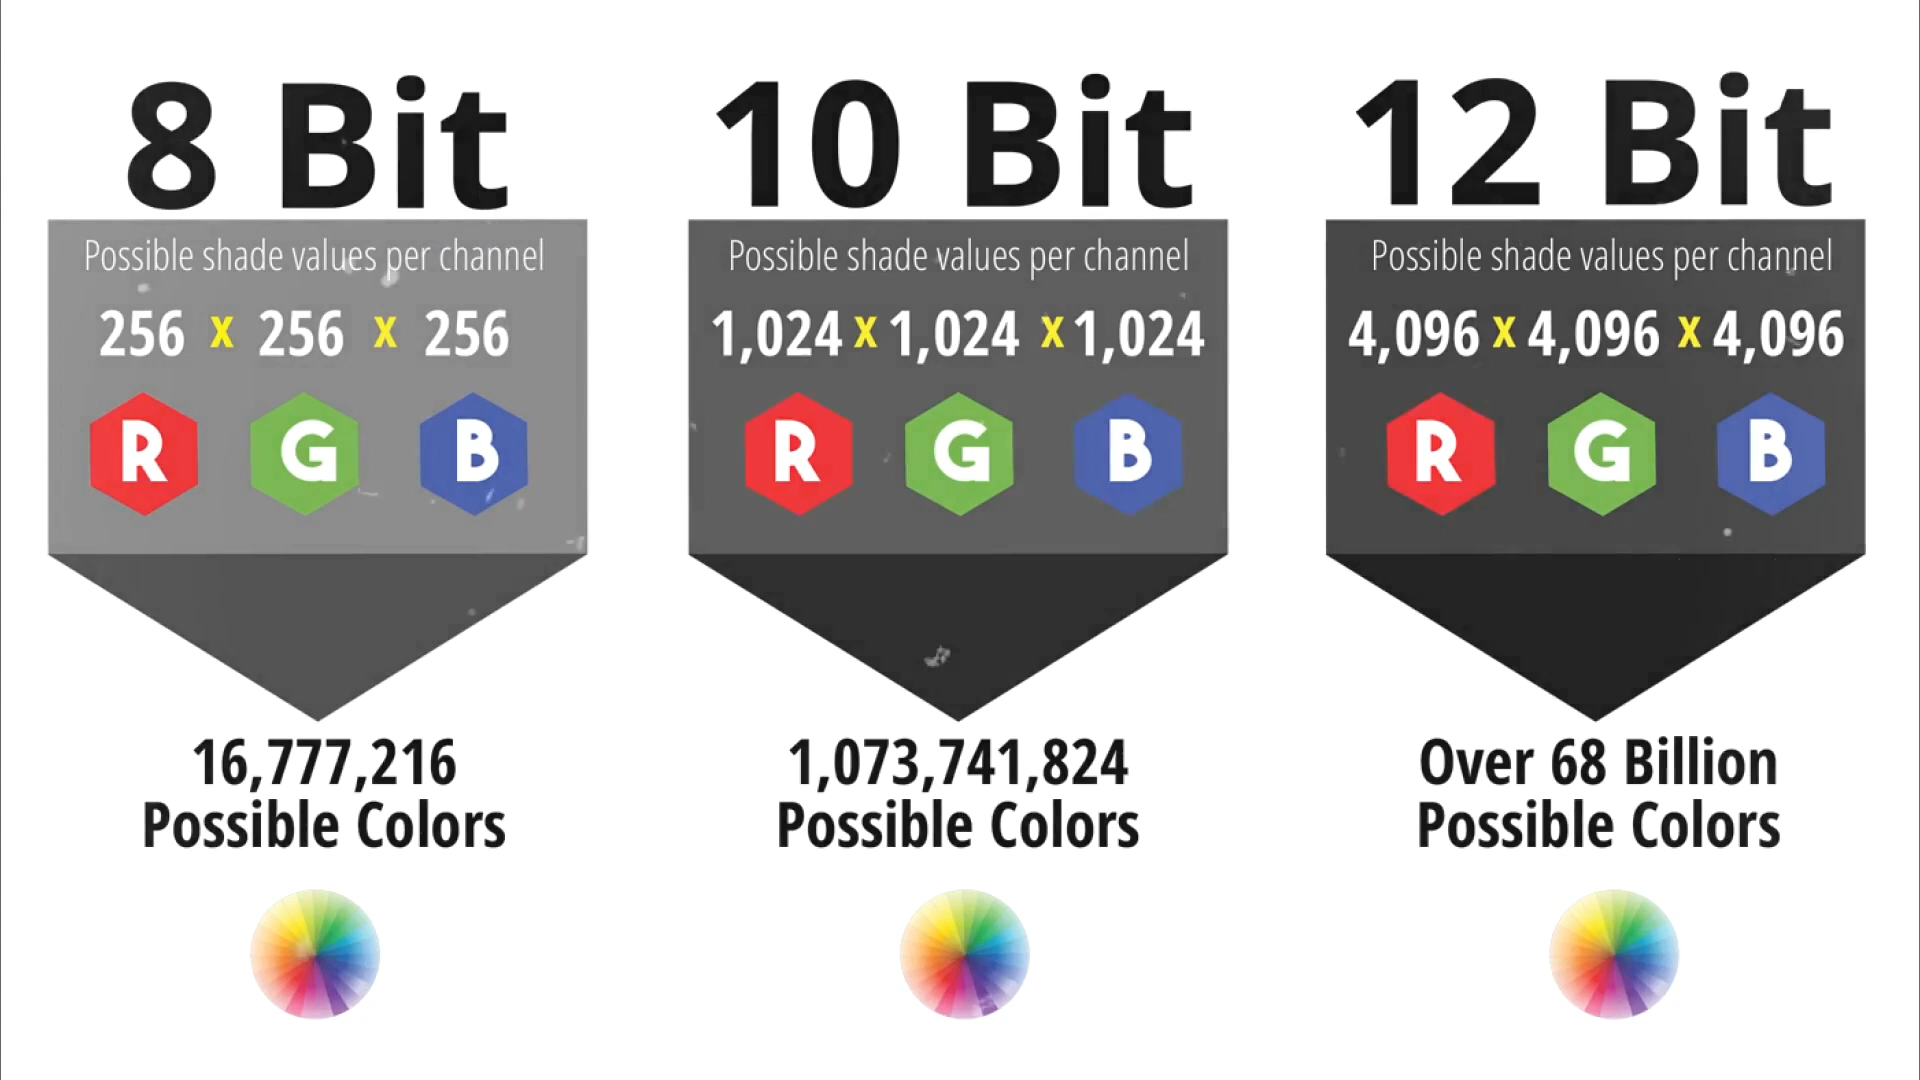 8 Bit
Possible shade values per channel
256 x 256 x 256
R G B
16,777,216
Possible Colors
10 Bit
Possible shade values per channel
1,024 x 1,024 x 1,024
R G B
1,073,741,824
Possible Colors
12 Bit
Possible shade values per channel
4,096 x 4,096 x 4,096
R G B
Over 68 Billion
Possible Colors